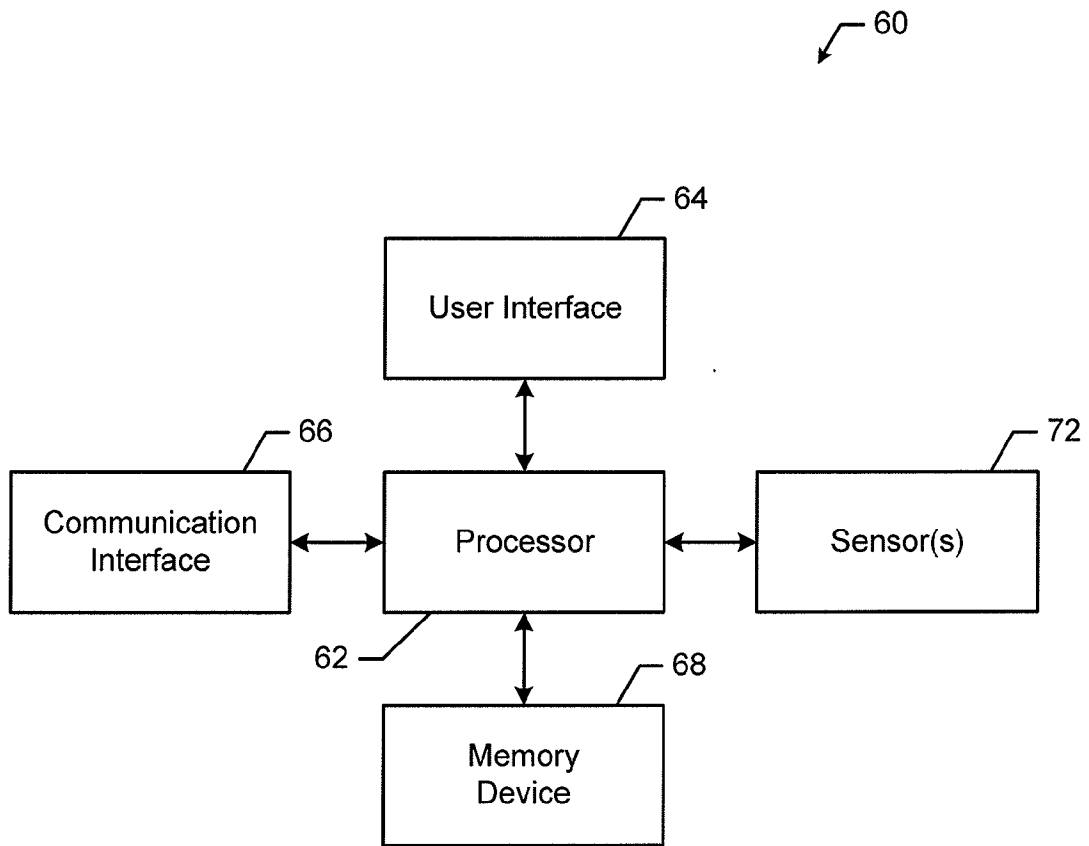 60
64
User Interface
66
72
Communication
Interface
Processor
Sensor(s)
62
68
Memory
Device